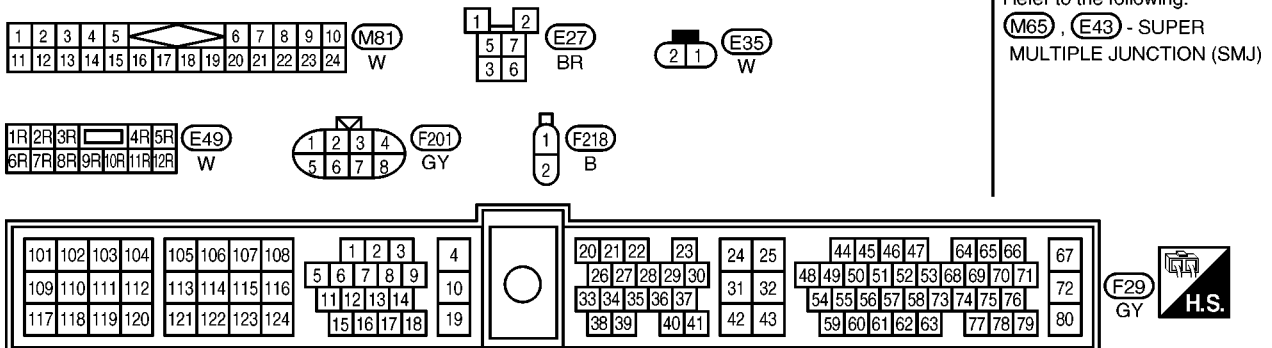 Refer to the following.
M65 , E43 - SUPER
MULTIPLE JUNCTION (SMJ)
1 2 3 4 5 6 7 8 9 10 M81
11 12 13 14 15 16 17 18 19 20 21 22 23 24 W
1 2 E27
5 7 BR
3 6
2 1 E35
W
1R 2R 3R 4R 5R E49
6R 7R 8R 9R 10R 11R 12R W
1 2 3 4 F201
5 6 7 8 GY
1 F218
2 B
101 102 103 104 105 106 107 108 1 2 3 4 20 21 22 23 24 25 44 45 46 47 64 65 66 67
5 6 7 8 9 26 27 28 29 30 48 49 50 51 52 53 68 69 70 71
109 110 111 112 113 114 115 116 10 31 32 72
11 12 13 14 33 34 35 36 37 54 55 56 57 58 73 74 75 76
117 118 119 120 121 122 123 124 15 16 17 18 19 38 39 40 41 42 43 59 60 61 62 63 77 78 79 80
F29
GY
H.S.